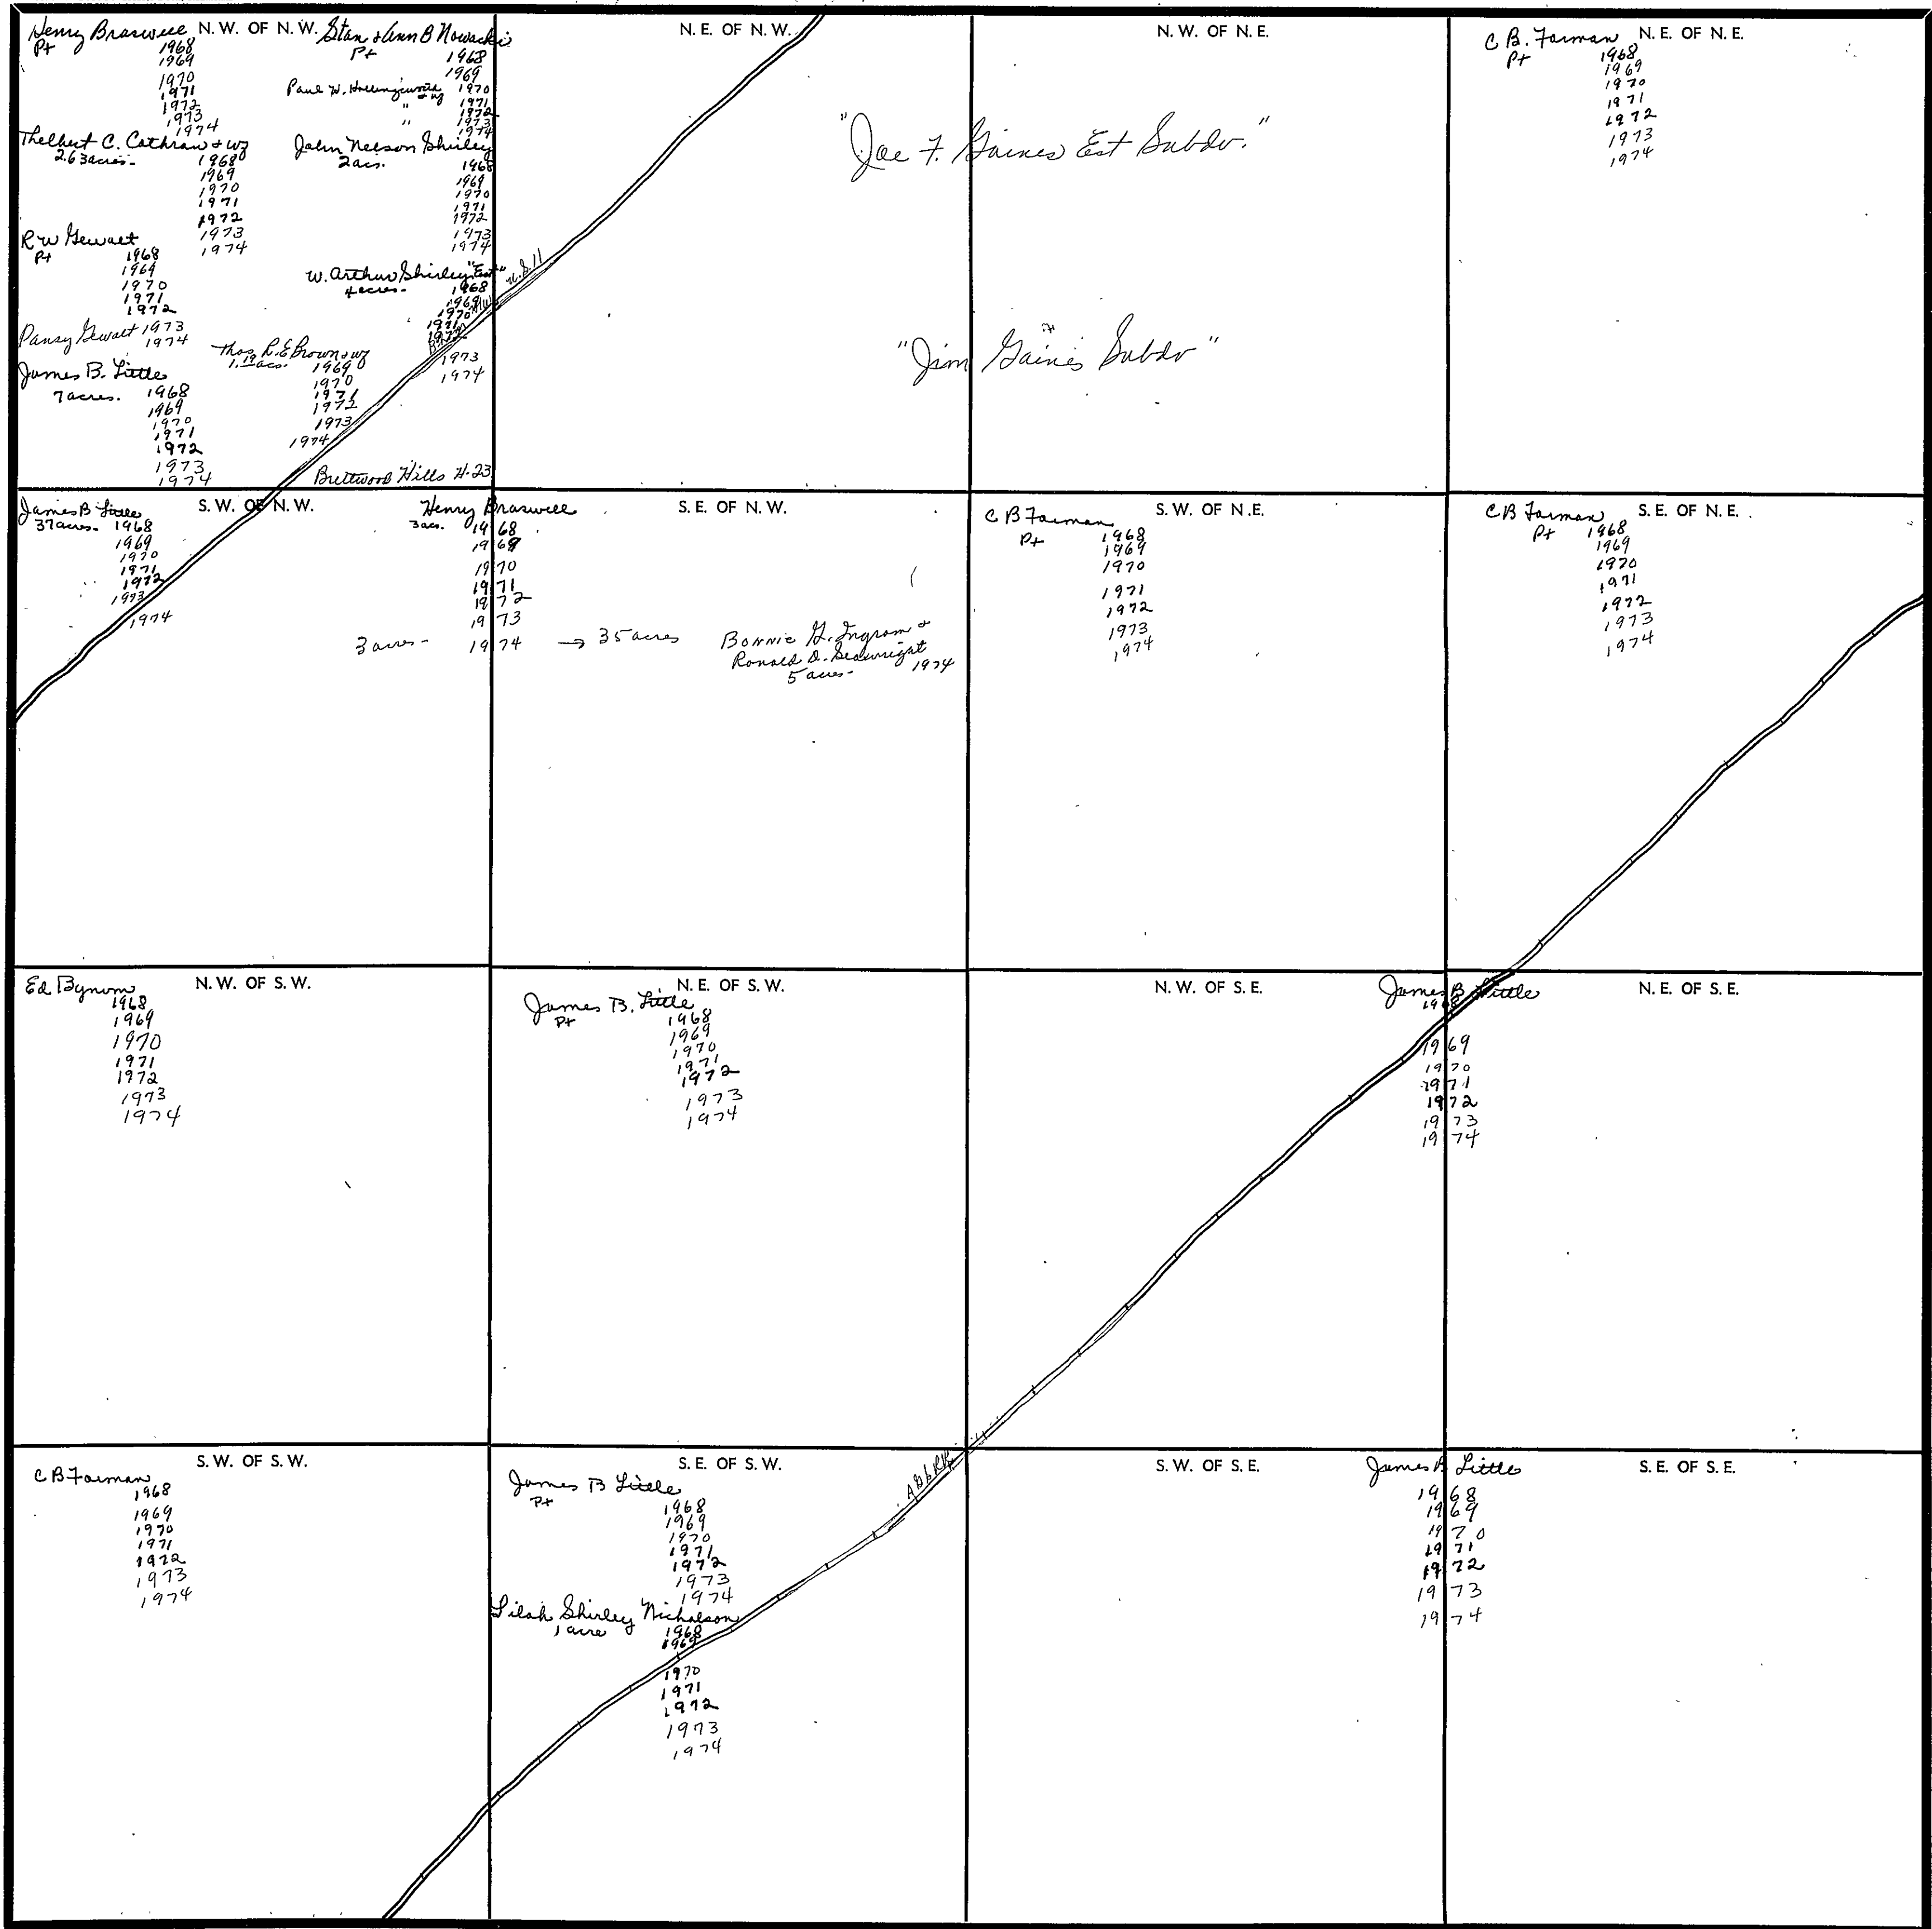 N. W. OF N. W.
Henry Braswell
Pt
1968
1969
1970
1971
1972
1973
1974
Stan & Ann B Nowacki
Pt
1968
1969
Paul W. Hollingsworth & wf 1970
" 1971
1972
" 1973
1974
Thelbert C. Cothran & wf
2.63 acres - 1968
1969
1970
1971
1972
1973
1974
John Nelson Shirley
2 acs. 1968
1969
1970
1971
1972
1973
1974
R W Gewalt
Pt 1968
1969
1970
1971
1972
Pansy Gewalt 1973
1974
W. Arthur Shirley "Est"
4 acres - 1968
1969
1970
1971
1972
1973
1974
U.S. 11
Thos R. E Brown & wf
1.19 acs. 1969
1970
1971
1972
1973
1974
James B. Little
7 acres. 1968
1969
1970
1971
1972
1973
1974
Brettwood Hills H-23
N. E. OF N. W.
N. W. OF N. E.
"Joe F. Gaines Est Subdv."
"Jim Gaines Subdv"
N. E. OF N. E.
C B. Farman
Pt 1968
1969
1970
1971
1972
1973
1974
S. W. OF N. W.
James B Little
37 acres - 1968
1969
1970
1971
1972
1973
1974
Henry Braswell
3 acs. 1968
1969
1970
1971
1972
1973
3 acres - 1974 → 35 acres
S. E. OF N. W.
Bonnie G. Ingram &
Ronald D. Seawright
5 acres - 1974
S. W. OF N. E.
C B Farman
Pt 1968
1969
1970
1971
1972
1973
1974
S. E. OF N. E.
C B Farman
Pt 1968
1969
1970
1971
1972
1973
1974
N. W. OF S. W.
Ed Bynum
1968
1969
1970
1971
1972
1973
1974
N. E. OF S. W.
James B. Little
Pt 1968
1969
1970
1971
1972
1973
1974
N. W. OF S. E.
James B Little
1968
1969
1970
1971
1972
1973
1974
N. E. OF S. E.
S. W. OF S. W.
C B Farman
1968
1969
1970
1971
1972
1973
1974
S. E. OF S. W.
James B Little
Pt 1968
1969
1970
1971
1972
1973
1974
Lilah Shirley Nicholson
1 acre 1968
1969
1970
1971
1972
1973
1974
S. W. OF S. E.
James B Little
1968
1969
1970
1971
1972
1973
1974
S. E. OF S. E.